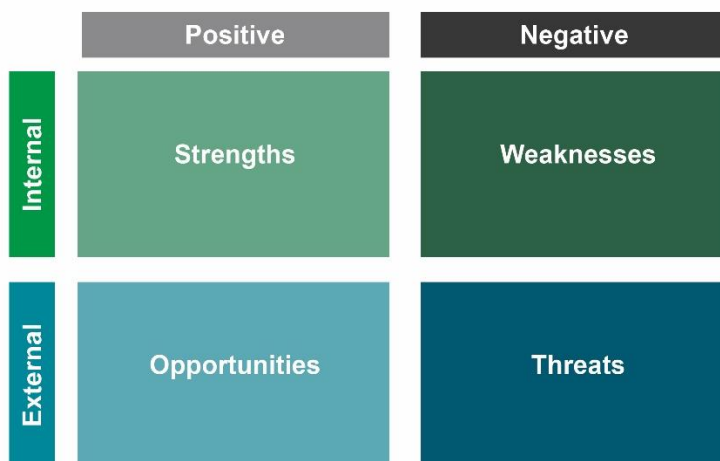 Positive
Negative
Internal
Strengths
Weaknesses
External
Opportunities
Threats